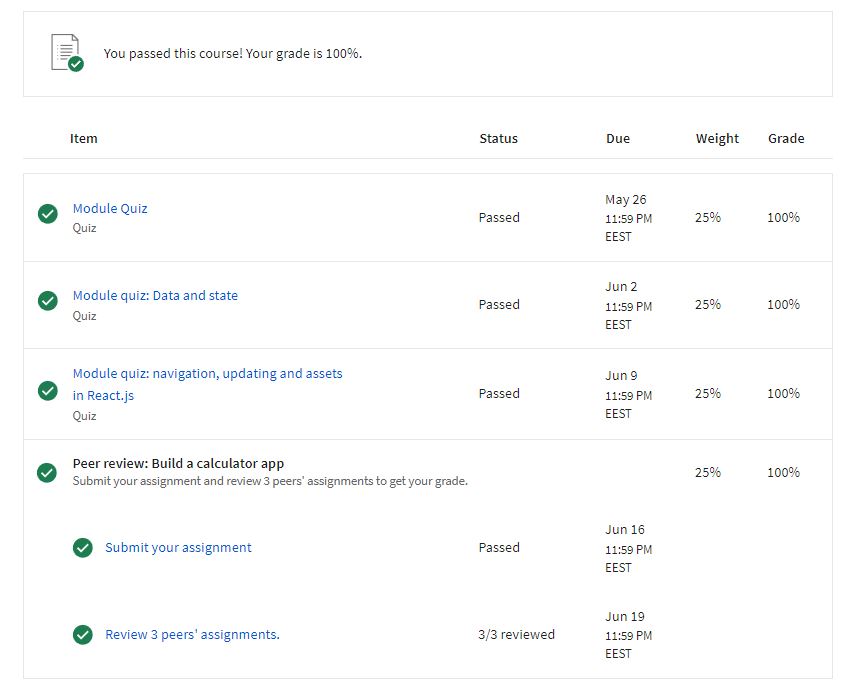 You passed this course! Your grade is 100%.
Item Status Due Weight Grade
Module Quiz
Quiz
Passed
May 26
11:59 PM
EEST
25%
100%
Module quiz: Data and state
Quiz
Passed
Jun 2
11:59 PM
EEST
25%
100%
Module quiz: navigation, updating and assets
in React.js
Quiz
Passed
Jun 9
11:59 PM
EEST
25%
100%
Peer review: Build a calculator app
Submit your assignment and review 3 peers' assignments to get your grade.
25%
100%
Submit your assignment
Passed
Jun 16
11:59 PM
EEST
Review 3 peers' assignments.
3/3 reviewed
Jun 19
11:59 PM
EEST